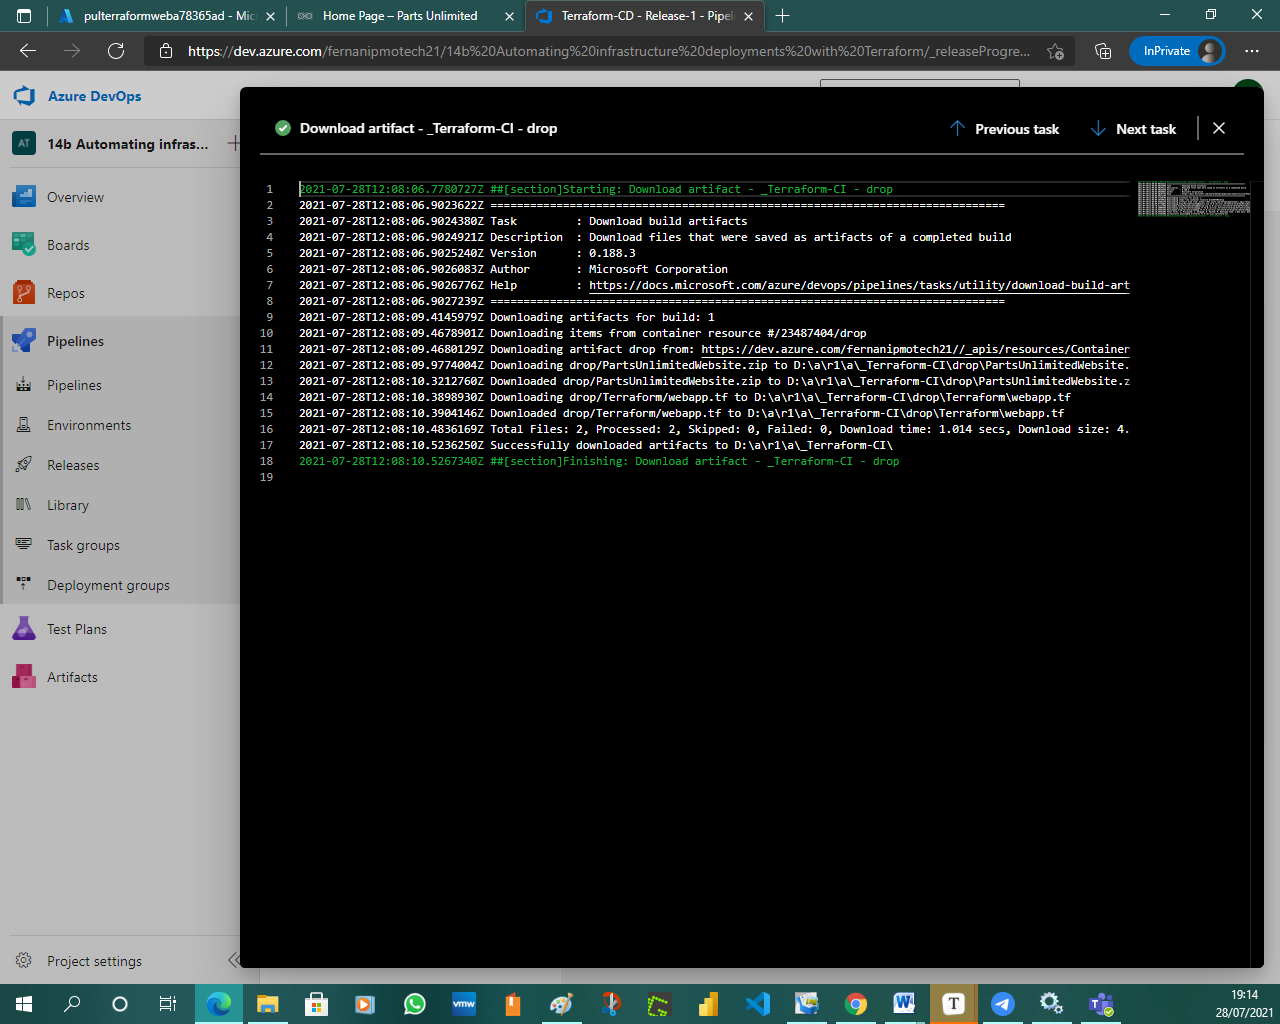 pulterraformweba78365ad - Mic
Home Page – Parts Unlimited
Terraform-CD - Release-1 - Pipel
https://dev.azure.com/fernanipmotech21/14b%20Automating%20infrastructure%20deployments%20with%20Terraform/_releaseProgre...
InPrivate
Azure DevOps
AT
14b Automating infras...
Overview
Boards
Repos
Pipelines
Pipelines
Environments
Releases
Library
Task groups
Deployment groups
Test Plans
Artifacts
Project settings
Download artifact - _Terraform-CI - drop
Previous task
Next task
1 2021-07-28T12:08:06.7780727Z ##[section]Starting: Download artifact - _Terraform-CI - drop
2 2021-07-28T12:08:06.9023622Z ==============================================================================
3 2021-07-28T12:08:06.9024380Z Task         : Download build artifacts
4 2021-07-28T12:08:06.9024921Z Description  : Download files that were saved as artifacts of a completed build
5 2021-07-28T12:08:06.9025240Z Version      : 0.188.3
6 2021-07-28T12:08:06.9026083Z Author       : Microsoft Corporation
7 2021-07-28T12:08:06.9026776Z Help         : https://docs.microsoft.com/azure/devops/pipelines/tasks/utility/download-build-art
8 2021-07-28T12:08:06.9027239Z ==============================================================================
9 2021-07-28T12:08:09.4145979Z Downloading artifacts for build: 1
10 2021-07-28T12:08:09.4678901Z Downloading items from container resource #/23487404/drop
11 2021-07-28T12:08:09.4680129Z Downloading artifact drop from: https://dev.azure.com/fernanipmotech21//_apis/resources/Container
12 2021-07-28T12:08:09.9774004Z Downloading drop/PartsUnlimitedWebsite.zip to D:\a\r1\a\_Terraform-CI\drop\PartsUnlimitedWebsite.
13 2021-07-28T12:08:10.3212760Z Downloaded drop/PartsUnlimitedWebsite.zip to D:\a\r1\a\_Terraform-CI\drop\PartsUnlimitedWebsite.z
14 2021-07-28T12:08:10.3898930Z Downloading drop/Terraform/webapp.tf to D:\a\r1\a\_Terraform-CI\drop\Terraform\webapp.tf
15 2021-07-28T12:08:10.3904146Z Downloaded drop/Terraform/webapp.tf to D:\a\r1\a\_Terraform-CI\drop\Terraform\webapp.tf
16 2021-07-28T12:08:10.4836169Z Total Files: 2, Processed: 2, Skipped: 0, Failed: 0, Download time: 1.014 secs, Download size: 4.
17 2021-07-28T12:08:10.5236250Z Successfully downloaded artifacts to D:\a\r1\a\_Terraform-CI\
18 2021-07-28T12:08:10.5267340Z ##[section]Finishing: Download artifact - _Terraform-CI - drop
19
vmw
T
19:14
28/07/2021